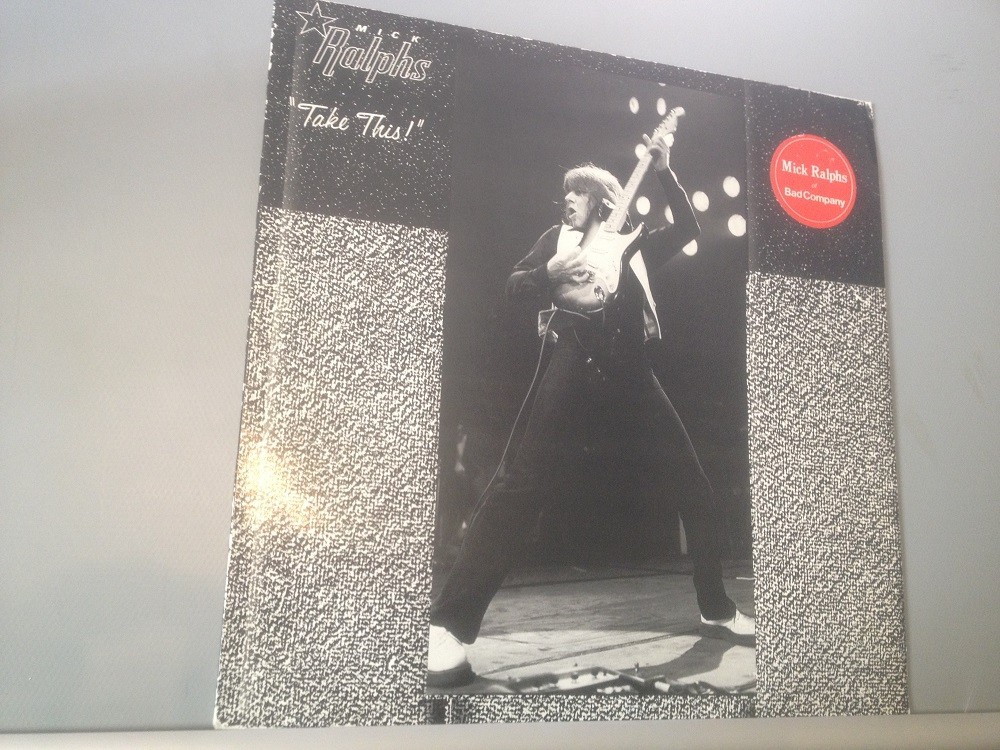 MICK
Ralphs
"Take This!"
Mick Ralphs
of
Bad Company